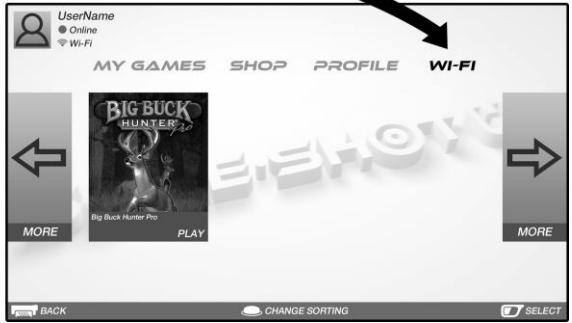 UserName
Online
Wi-Fi
MY GAMES SHOP PROFILE WI-FI
BIG BUCK
HUNTER
Pro
Big Buck Hunter Pro
PLAY
MORE
MORE
BACK
CHANGE SORTING
SELECT